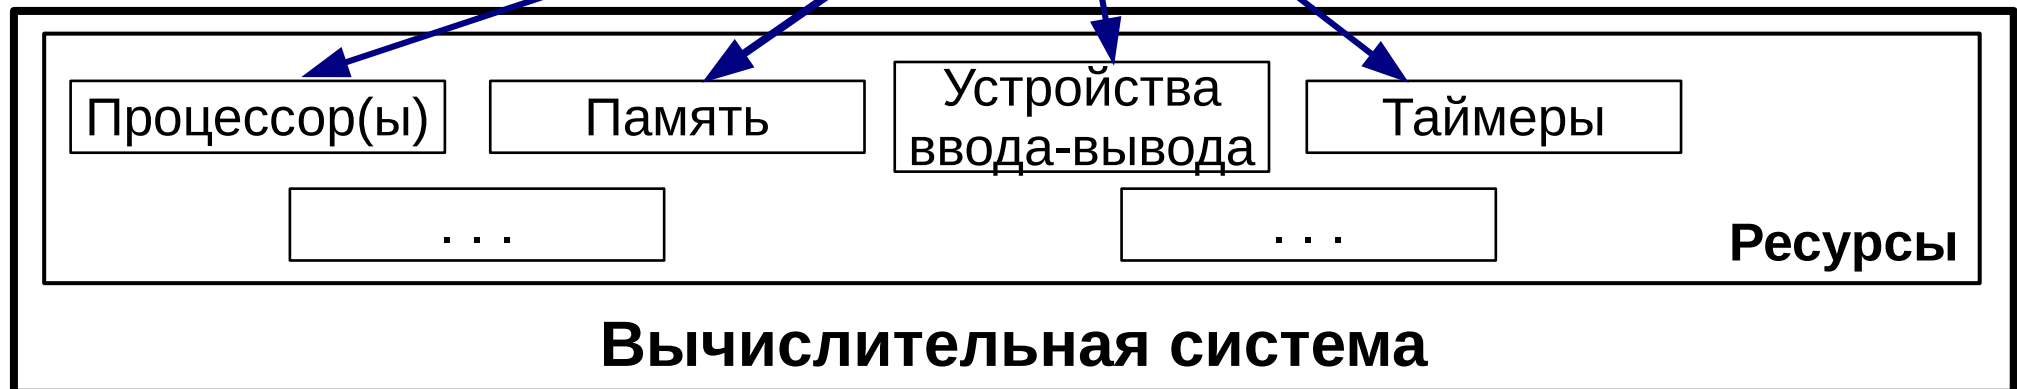 Процессор(ы)
Память
Устройства
ввода-вывода
Таймеры
. . .
. . .
Ресурсы
Вычислительная система